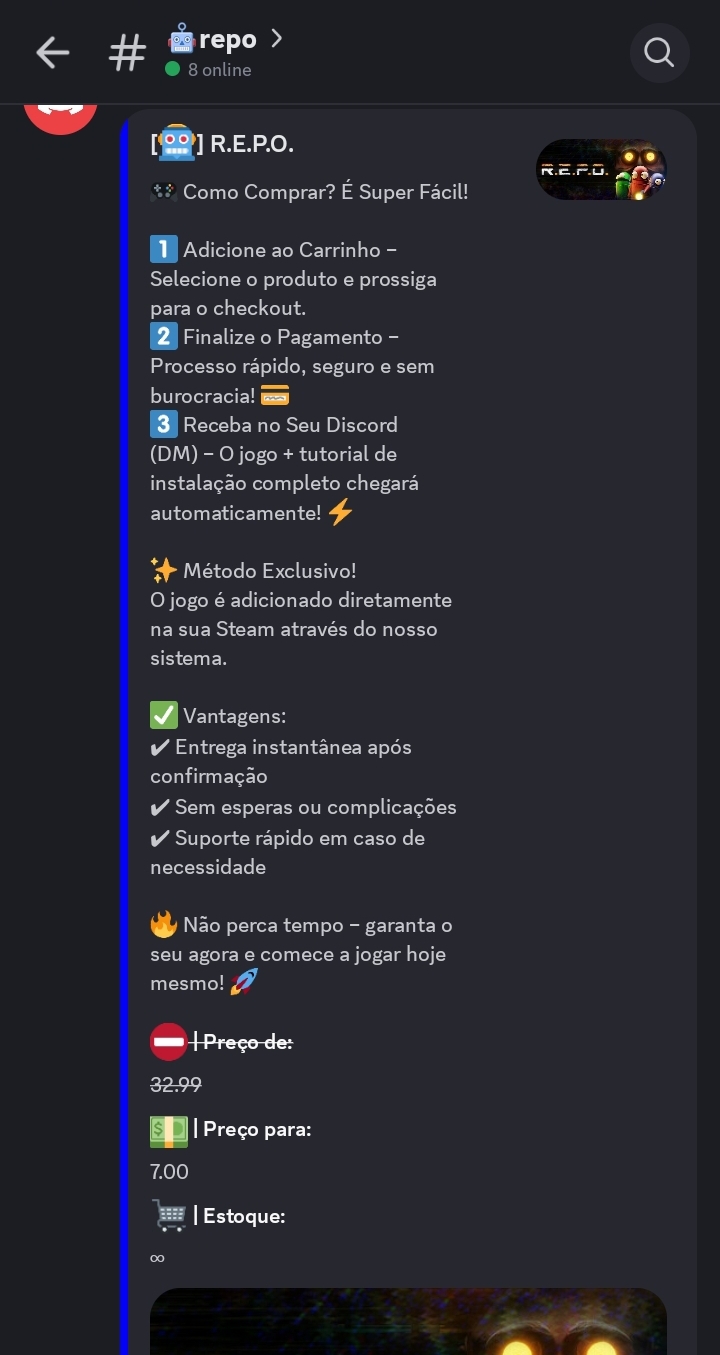 # 🤖repo >
8 online
[🤖] R.E.P.O.
R.E.P.O.
🎮 Como Comprar? É Super Fácil!
1️⃣ Adicione ao Carrinho –
Selecione o produto e prossiga
para o checkout.
2️⃣ Finalize o Pagamento –
Processo rápido, seguro e sem
burocracia! 💳
3️⃣ Receba no Seu Discord
(DM) – O jogo + tutorial de
instalação completo chegará
automaticamente! ⚡
✨ Método Exclusivo!
O jogo é adicionado diretamente
na sua Steam através do nosso
sistema.
✅ Vantagens:
✔ Entrega instantânea após
confirmação
✔ Sem esperas ou complicações
✔ Suporte rápido em caso de
necessidade
🔥 Não perca tempo – garanta o
seu agora e comece a jogar hoje
mesmo! 🚀
⛔ | Preço de:
32.99
💵 | Preço para:
7.00
🛒 | Estoque:
∞